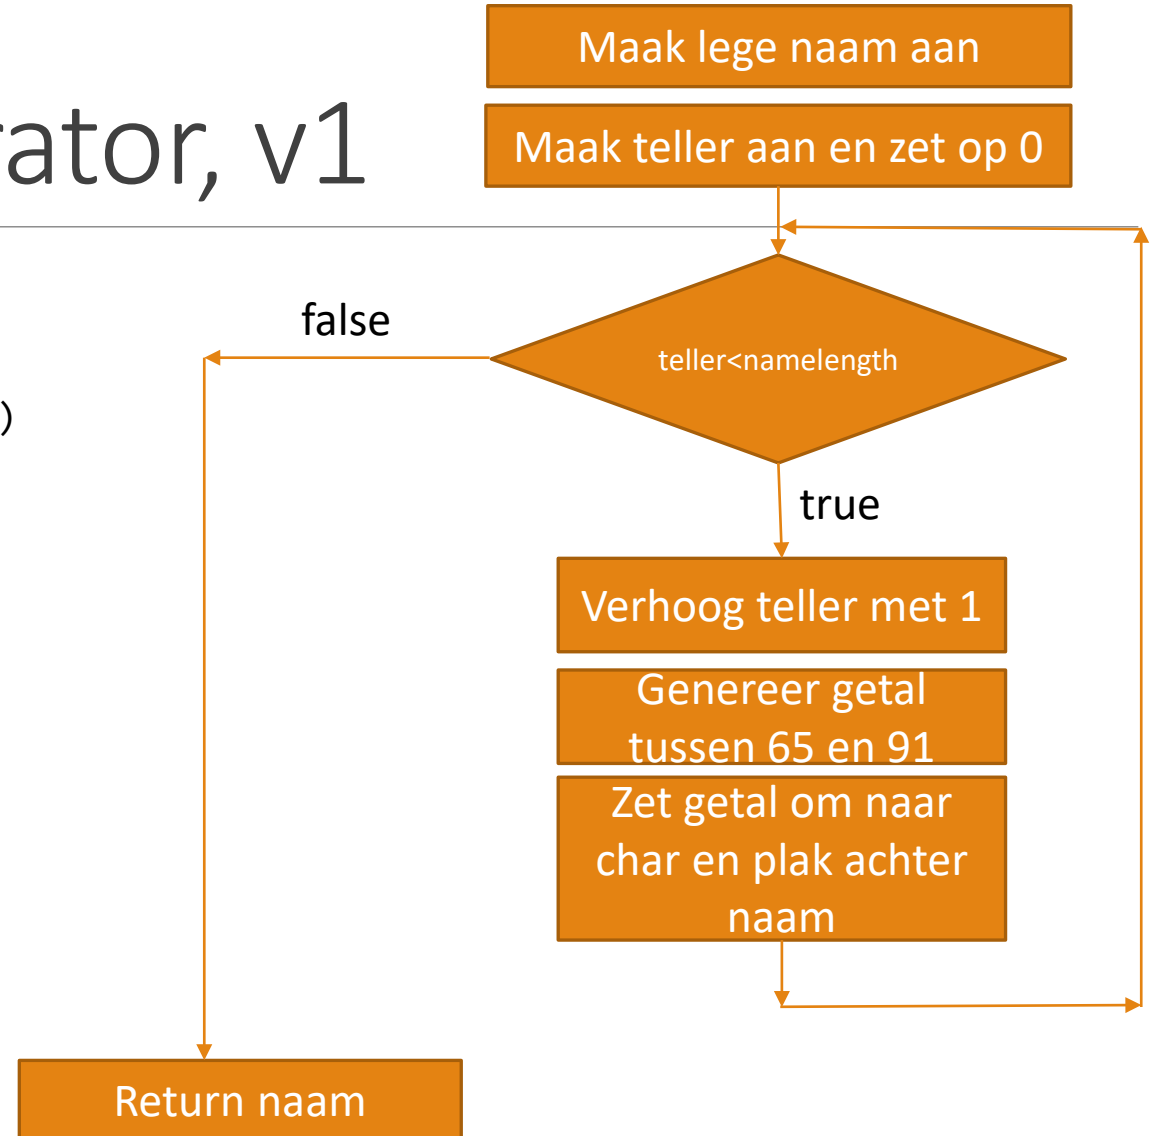 Maak lege naam aan
rator, v1
Maak teller aan en zet op 0
false
teller<namelength
)
true
Verhoog teller met 1
Genereer getal
tussen 65 en 91
Zet getal om naar
char en plak achter
naam
Return naam